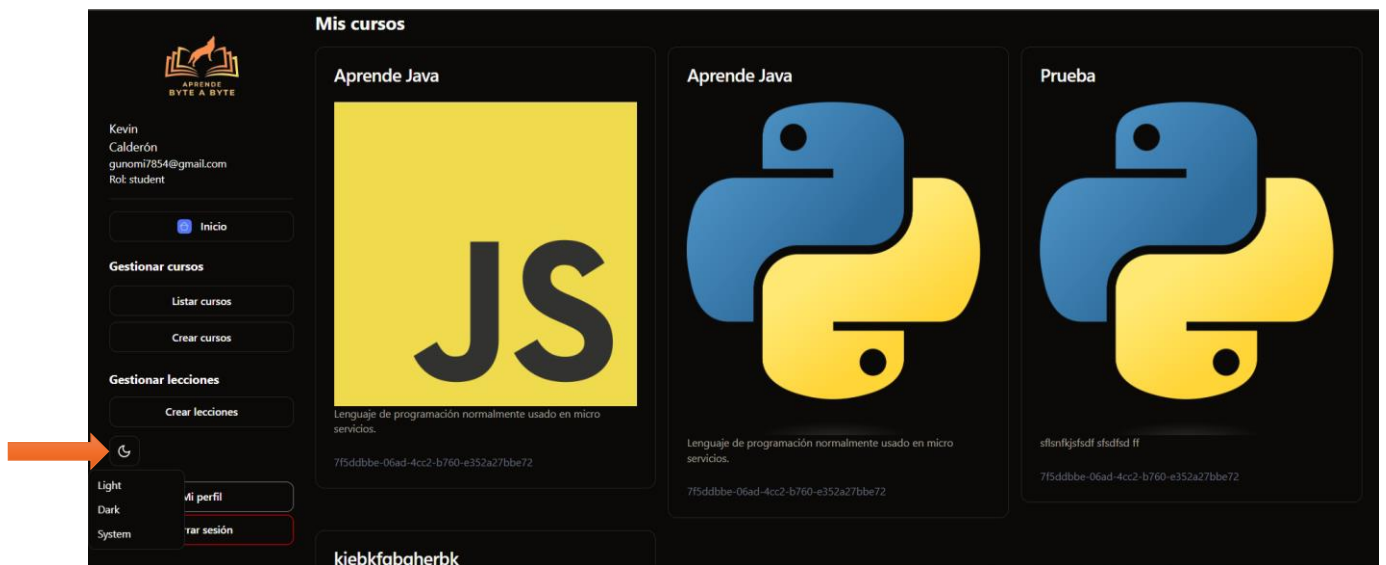 APRENDE
BYTE A BYTE
Kevin
Calderón
gunomi7854@gmail.com
Rol: student
Inicio
Gestionar cursos
Listar cursos
Crear cursos
Gestionar lecciones
Crear lecciones
Light
Dark
System
Mi perfil
rrar sesión
Mis cursos
Aprende Java
JS
Lenguaje de programación normalmente usado en micro
servicios.
7f5ddbbe-06ad-4cc2-b760-e352a27bbe72
Aprende Java
Lenguaje de programación normalmente usado en micro
servicios.
7f5ddbbe-06ad-4cc2-b760-e352a27bbe72
Prueba
sflsnfkjsfsdf sfsdfsd ff
7f5ddbbe-06ad-4cc2-b760-e352a27bbe72